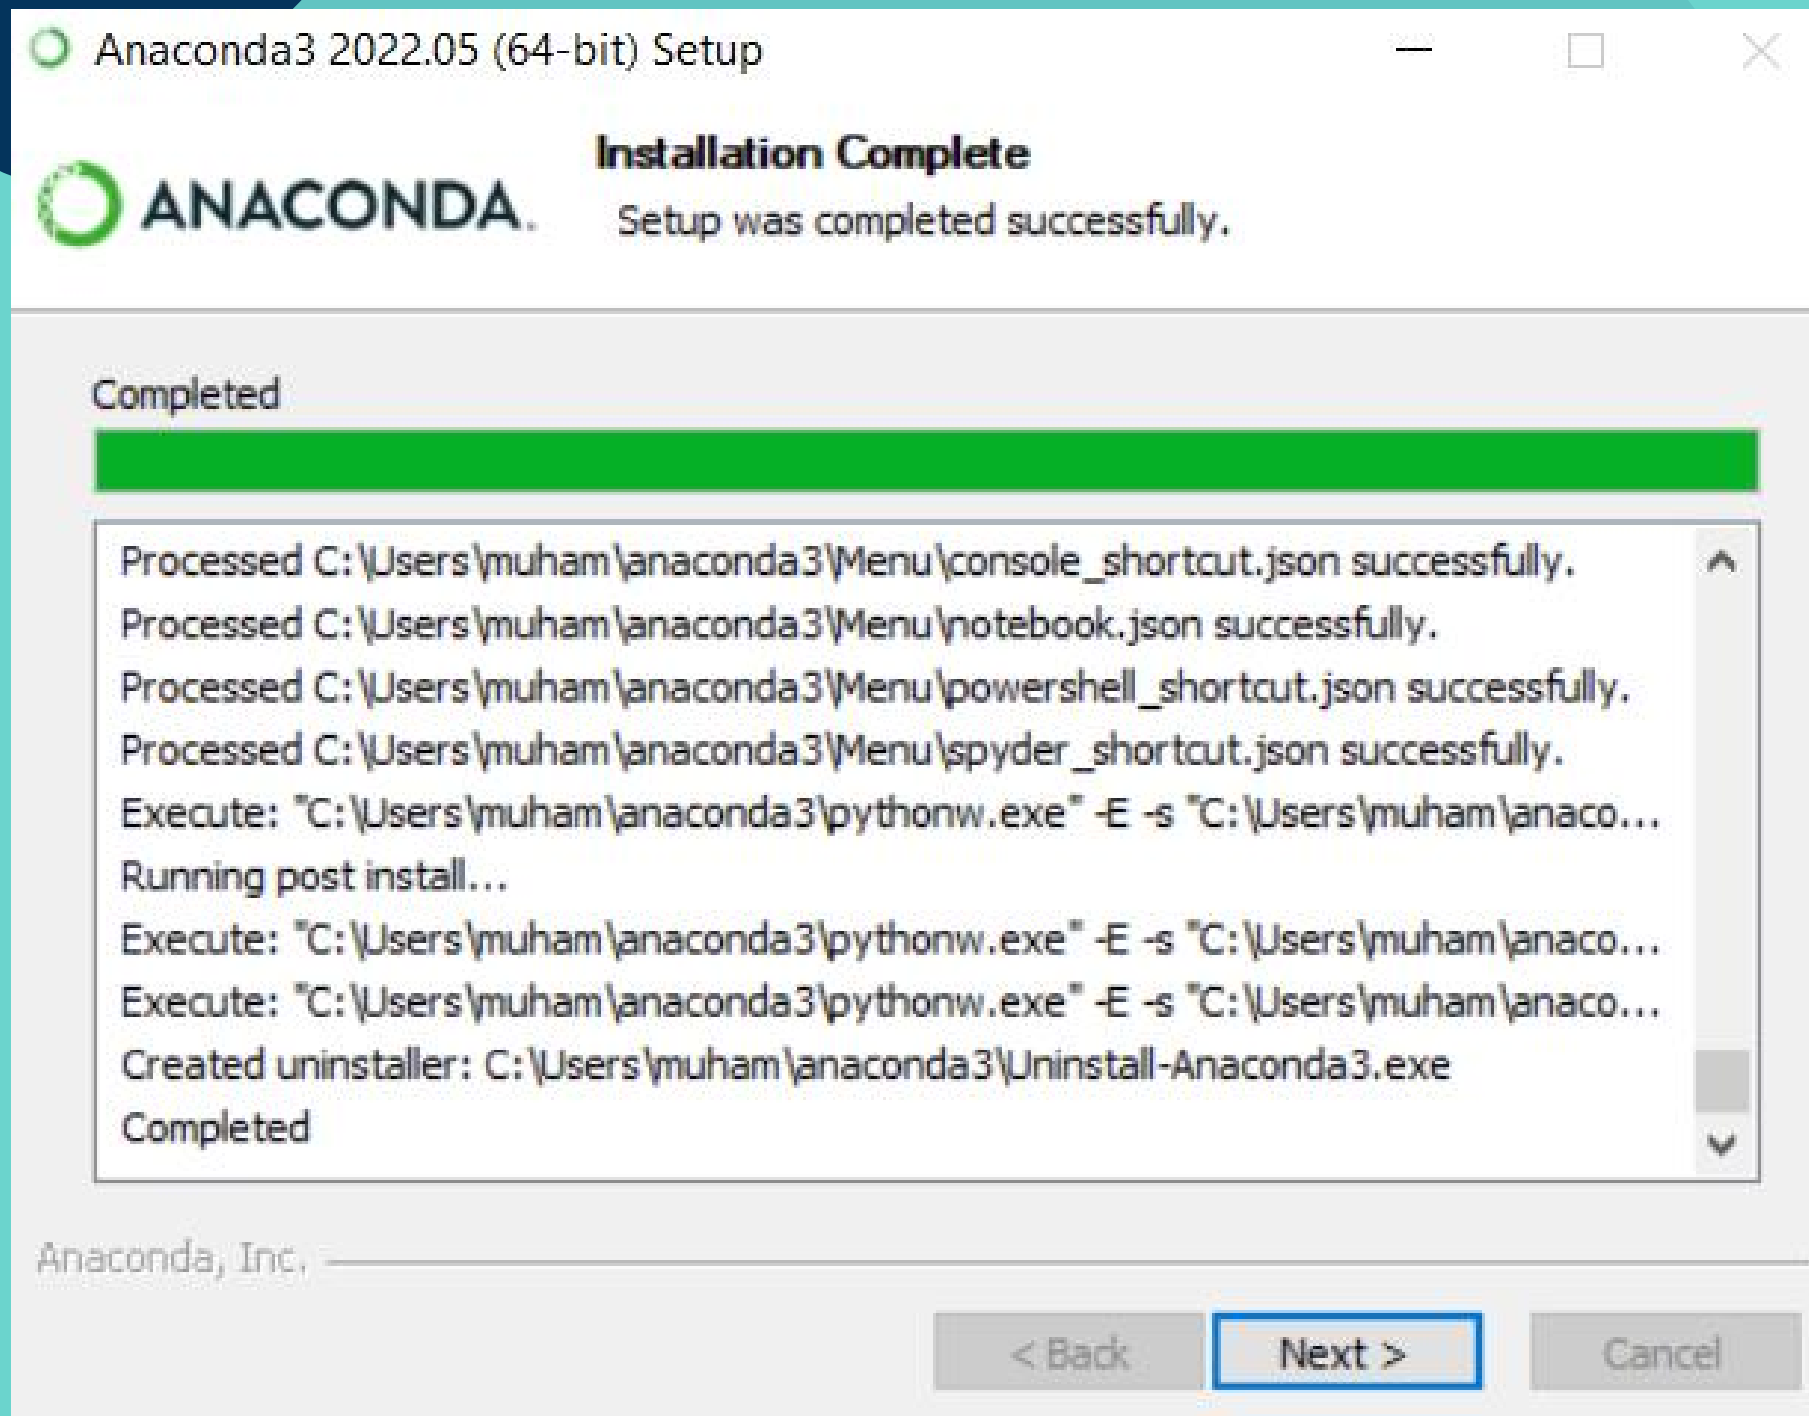 Anaconda3 2022.05 (64-bit) Setup
ANACONDA.
Installation Complete
Setup was completed successfully.
Completed
Processed C:\Users\muham\anaconda3\Menu\console_shortcut.json successfully.
Processed C:\Users\muham\anaconda3\Menu\notebook.json successfully.
Processed C:\Users\muham\anaconda3\Menu\powershell_shortcut.json successfully.
Processed C:\Users\muham\anaconda3\Menu\spyder_shortcut.json successfully.
Execute: "C:\Users\muham\anaconda3\pythonw.exe" -E -s "C:\Users\muham\anaco...
Running post install...
Execute: "C:\Users\muham\anaconda3\pythonw.exe" -E -s "C:\Users\muham\anaco...
Execute: "C:\Users\muham\anaconda3\pythonw.exe" -E -s "C:\Users\muham\anaco...
Created uninstaller: C:\Users\muham\anaconda3\Uninstall-Anaconda3.exe
Completed
Anaconda, Inc.
< Back Next > Cancel